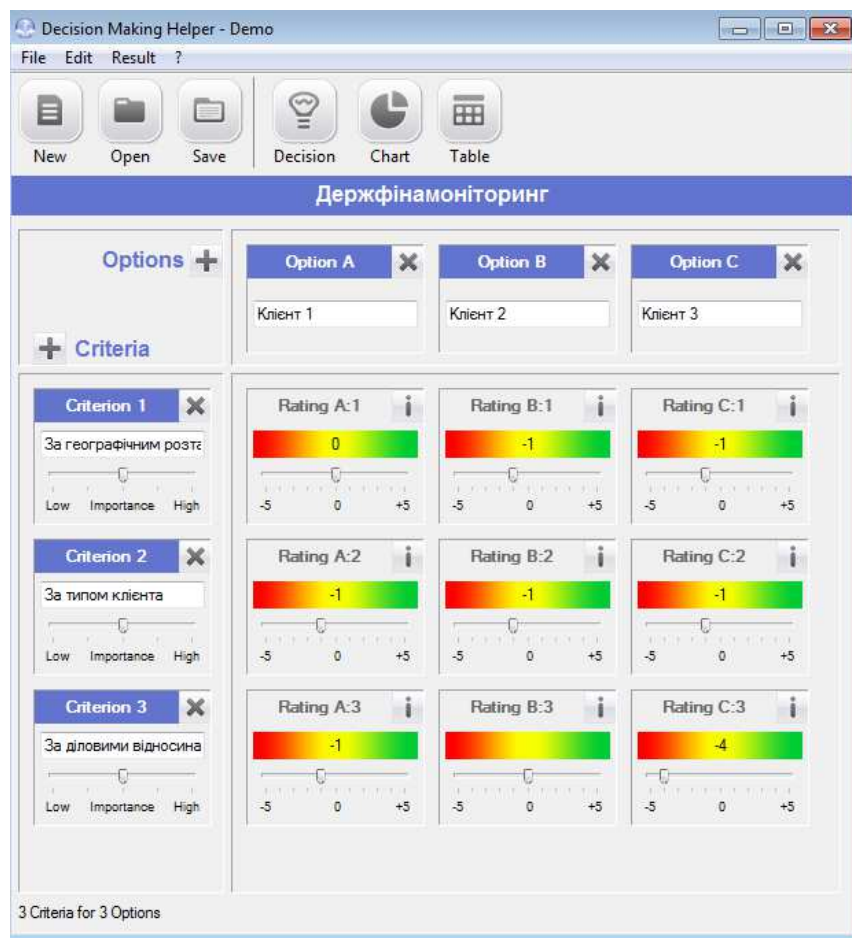 Decision Making Helper - Demo
File Edit Result ?
New Open Save Decision Chart Table
Держфінамоніторинг
Options
Option A Option B Option C
Клієнт 1 Клієнт 2 Клієнт 3
Criteria
Criterion 1 Rating A:1 Rating B:1 Rating C:1
За географічним розта 0 -1 -1
Low Importance High -5 0 +5 -5 0 +5 -5 0 +5
Criterion 2 Rating A:2 Rating B:2 Rating C:2
За типом клієнта -1 -1 -1
Low Importance High -5 0 +5 -5 0 +5 -5 0 +5
Criterion 3 Rating A:3 Rating B:3 Rating C:3
За діловими відносина -1 -4
Low Importance High -5 0 +5 -5 0 +5 -5 0 +5
3 Criteria for 3 Options